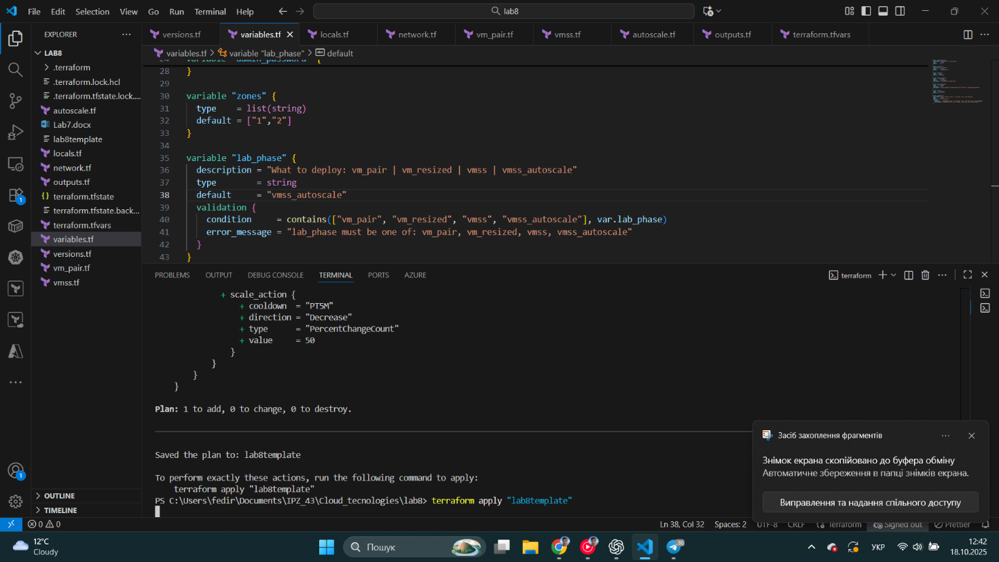 File Edit Selection View Go Run Terminal Help
lab8
EXPLORER
versions.tf
variables.tf
locals.tf
network.tf
vm_pair.tf
vmss.tf
autoscale.tf
outputs.tf
terraform.tfvars
variables.tf > variable "lab_phase" > default
LAB8
.terraform
.terraform.lock.hcl
.terraform.tfstate.lock....
autoscale.tf
Lab7.docx
lab8template
locals.tf
network.tf
outputs.tf
terraform.tfstate
terraform.tfstate.back...
terraform.tfvars
variables.tf
versions.tf
vm_pair.tf
vmss.tf
OUTLINE
TIMELINE
24 variable "admin_password" {
28 }
29
30 variable "zones" {
31 type = list(string)
32 default = ["1","2"]
33 }
34
35 variable "lab_phase" {
36 description = "What to deploy: vm_pair | vm_resized | vmss | vmss_autoscale"
37 type = string
38 default = "vmss_autoscale"
39 validation {
40 condition = contains(["vm_pair", "vm_resized", "vmss", "vmss_autoscale"], var.lab_phase)
41 error_message = "lab_phase must be one of: vm_pair, vm_resized, vmss, vmss_autoscale"
42 }
43 }
PROBLEMS OUTPUT DEBUG CONSOLE TERMINAL PORTS AZURE
terraform
+ scale_action {
+ cooldown = "PT5M"
+ direction = "Decrease"
+ type = "PercentChangeCount"
+ value = 50
}
}
}
}
Plan: 1 to add, 0 to change, 0 to destroy.
Saved the plan to: lab8template
To perform exactly these actions, run the following command to apply:
terraform apply "lab8template"
PS C:\Users\fedir\Documents\IPZ_43\Cloud_tecnologies\lab8> terraform apply "lab8template"
Засіб захоплення фрагментів
Знімок екрана скопійовано до буфера обміну
Автоматичне збереження в папці знімків екрана.
Виправлення та надання спільного доступу
1
1
0 0
Ln 38, Col 32 Spaces: 2 UTF-8 CRLF Terraform Signed out Prettier
12°C
Cloudy
Пошук
86
УКР
12:42
18.10.2025